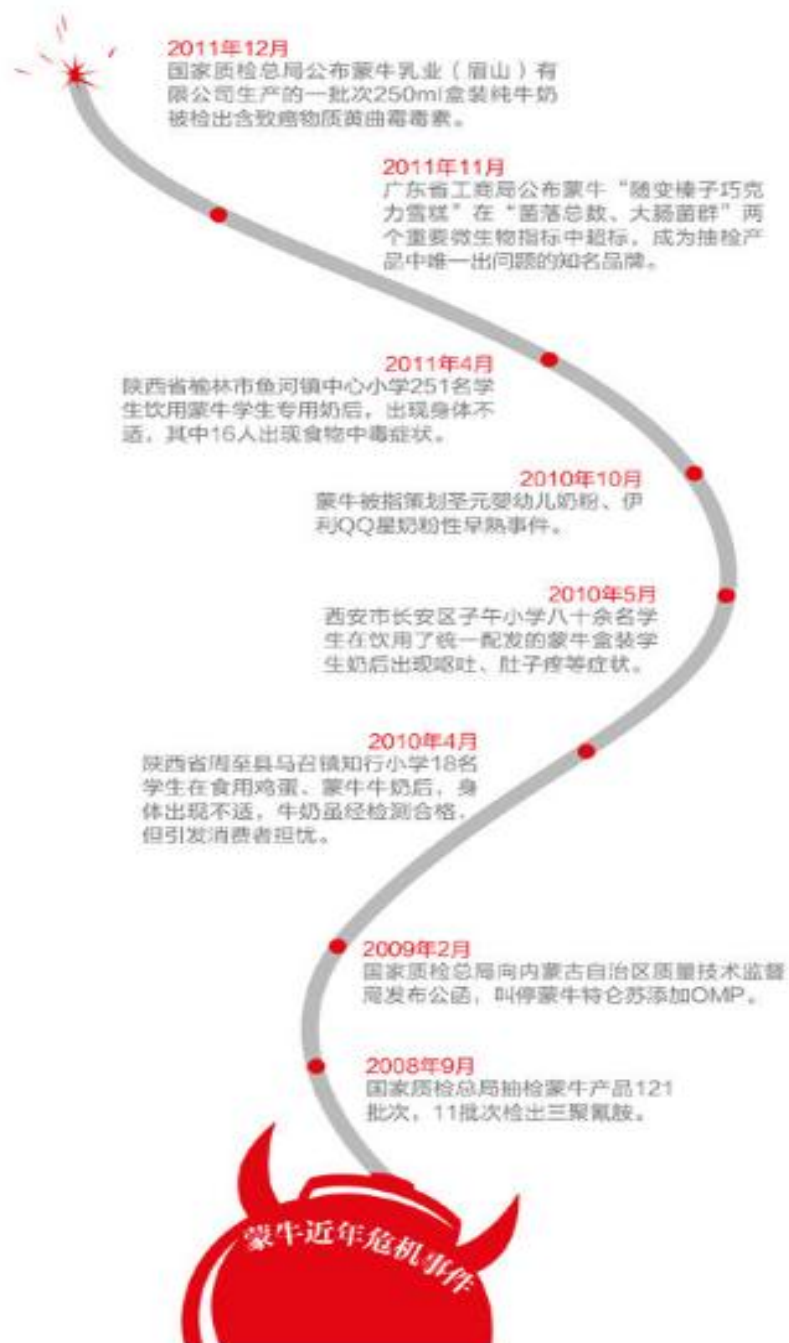 2011年12月
国家质检总局公布蒙牛乳业（眉山）有
限公司生产的一批次250ml盒装纯牛奶
被检出含致癌物质黄曲霉毒素。
2011年11月
广东省工商局公布蒙牛“随变榛子巧克
力雪糕”在“菌落总数、大肠菌群”两
个重要微生物指标中超标，成为抽检产
品中唯一出问题的知名品牌。
2011年4月
陕西省榆林市鱼河镇中心小学251名学
生饮用蒙牛学生专用奶后，出现身体不
适，其中16人出现食物中毒症状。
2010年10月
蒙牛被指策划圣元婴幼儿奶粉、伊
利QQ星奶粉性早熟事件。
2010年5月
西安市长安区子午小学八十余名学
生在饮用了统一配发的蒙牛盒装学
生奶后出现呕吐、肚子疼等症状。
2010年4月
陕西省周至县马召镇知行小学18名
学生在食用鸡蛋、蒙牛牛奶后，身
体出现不适，牛奶虽经检测合格，
但引发消费者担忧。
2009年2月
国家质检总局向内蒙古自治区质量技术监督
局发布公函，叫停蒙牛特仑苏添加OMP。
2008年9月
国家质检总局抽检蒙牛产品121
批次，11批次检出三聚氰胺。
蒙牛近年危机事件